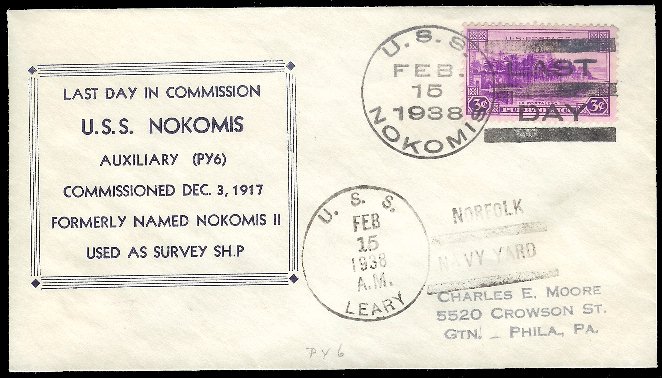 LAST DAY IN COMMISSION
U.S.S. NOKOMIS
AUXILIARY (PY6)
COMMISSIONED DEC. 3, 1917
FORMERLY NAMED NOKOMIS II
USED AS SURVEY SH.P
U.S.S.
FEB.
15
1938
NOKOMIS
LAST
DAY
3¢ 3¢
U. S. S.
FEB
15
1938
A.M.
LEARY
NORFOLK
NAVY YARD
CHARLES E. MOORE
5520 CROWSON ST.
GTN. _ PHILA., PA.
PY6